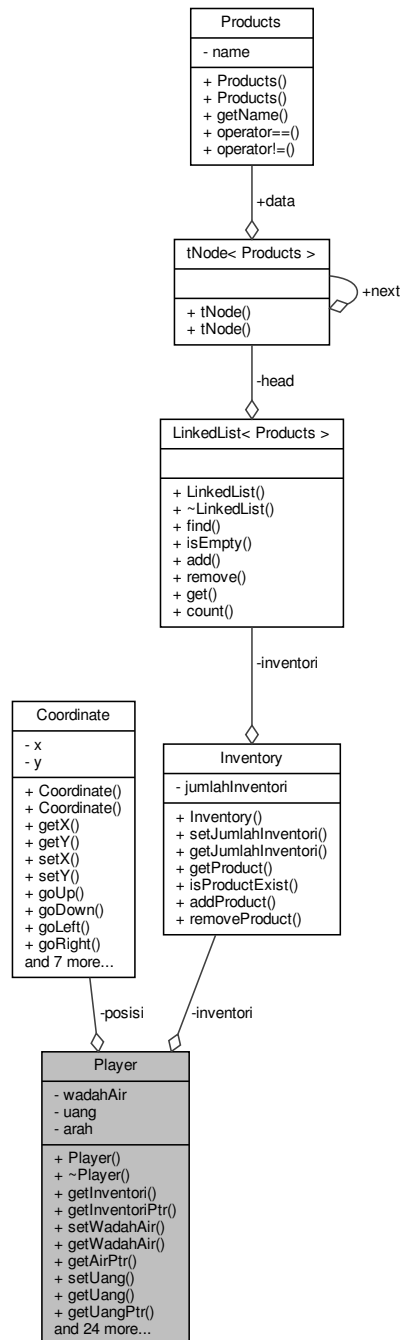 Products
- name
+ Products()
+ Products()
+ getName()
+ operator==()
+ operator!=()
+data
tNode< Products >
+ tNode()
+ tNode()
+next
-head
LinkedList< Products >
+ LinkedList()
+ ~LinkedList()
+ find()
+ isEmpty()
+ add()
+ remove()
+ get()
+ count()
-inventori
Coordinate
- x
- y
+ Coordinate()
+ Coordinate()
+ getX()
+ getY()
+ setX()
+ setY()
+ goUp()
+ goDown()
+ goLeft()
+ goRight()
and 7 more...
Inventory
- jumlahInventori
+ Inventory()
+ setJumlahInventori()
+ getJumlahInventori()
+ getProduct()
+ isProductExist()
+ addProduct()
+ removeProduct()
-posisi
-inventori
Player
- wadahAir
- uang
- arah
+ Player()
+ ~Player()
+ getInventori()
+ getInventoriPtr()
+ setWadahAir()
+ getWadahAir()
+ getAirPtr()
+ setUang()
+ getUang()
+ getUangPtr()
and 24 more...